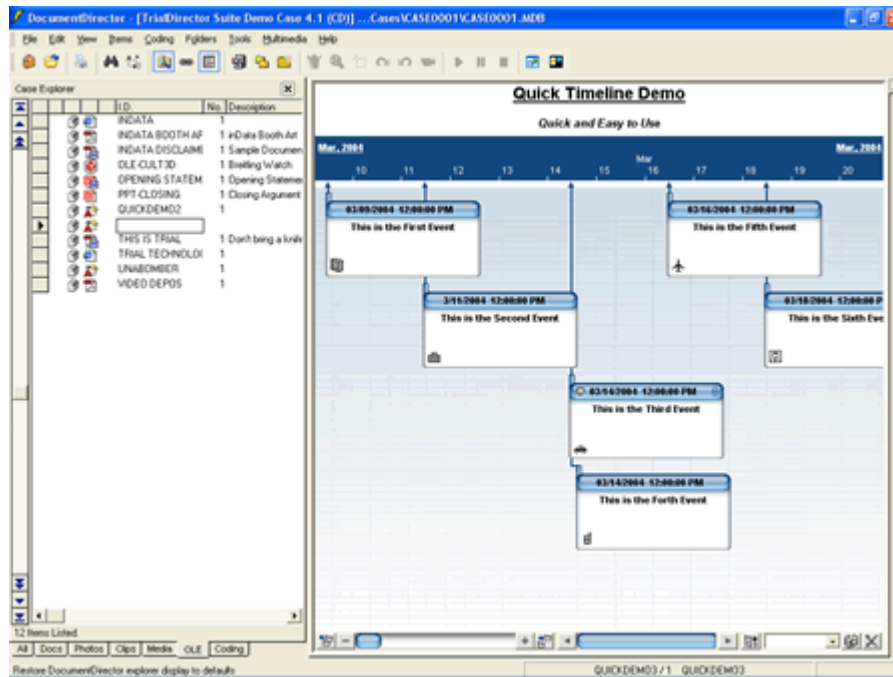 DocumentDirector - [TrialDirector Suite Demo Case 4.1 (CD)] ...Cases\CASE0001\CASE0001.MDB
File Edit View Items Coding Folders Tools Multimedia Help
Case Explorer
I.D. No. Description
INDATA 1
INDATA BOOTH AF 1 inData Booth Art
INDATA DISCLAIME 1 Sample Documen
OLE-CULT3D 1 Breitling Watch
OPENING STATEM 1 Opening Statemen
PPT-CLOSING 1 Closing Argument
QUICKDEMO2 1
THIS IS TRIAL 1 Don't bring a knife
TRIAL TECHNOLOG 1
UNABOMBER 1
VIDEO DEPOS 1
12 Items Listed
All Docs Photos Clips Media OLE Coding
Restore DocumentDirector explorer display to defaults
Quick Timeline Demo
Quick and Easy to Use
Mar, 2004 Mar, 2004
Mar
10 11 12 13 14 15 16 17 18 19 20
03/09/2004 12:00:00 PM
This is the First Event
03/16/2004 12:00:00 PM
This is the Fifth Event
3/11/2004 12:00:00 PM
This is the Second Event
03/18/2004 12:00:00 P
This is the Sixth Eve
03/14/2004 12:00:00 PM
This is the Third Event
03/14/2004 12:00:00 PM
This is the Forth Event
QUICKDEMO3 / 1 QUICKDEMO3